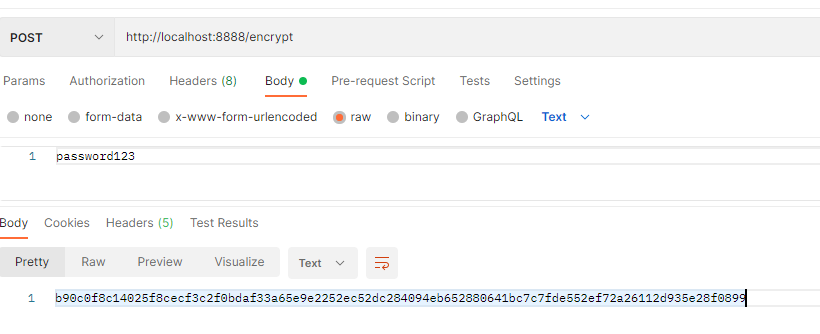 POST http://localhost:8888/encrypt
Params Authorization Headers (8) Body Pre-request Script Tests Settings
none form-data x-www-form-urlencoded raw binary GraphQL Text
1 password123
Body Cookies Headers (5) Test Results
Pretty Raw Preview Visualize Text
1 b90c0f8c14025f8cecf3c2f0bdaf33a65e9e2252ec52dc284094eb652880641bc7c7fde552ef72a26112d935e28f0899